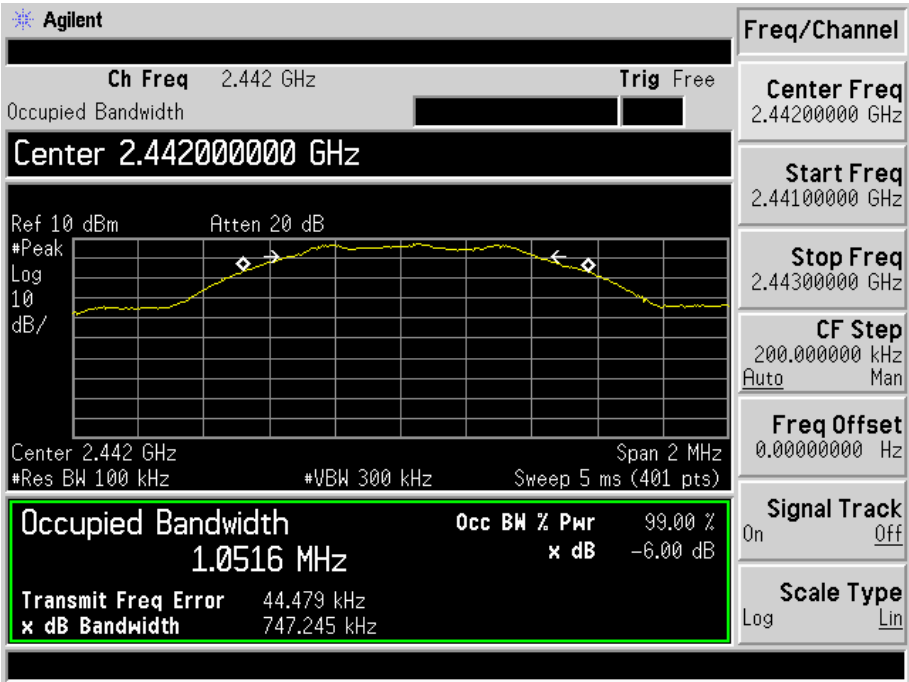 Agilent
Freq/Channel
Ch Freq 2.442 GHz Trig Free
Occupied Bandwidth
Center 2.442000000 GHz
Ref 10 dBm Atten 20 dB
#Peak
Log
10
dB/
Center 2.442 GHz Span 2 MHz
#Res BW 100 kHz #VBW 300 kHz Sweep 5 ms (401 pts)
Occupied Bandwidth
1.0516 MHz
Occ BW % Pwr 99.00 %
x dB -6.00 dB
Transmit Freq Error 44.479 kHz
x dB Bandwidth 747.245 kHz
Center Freq
2.44200000 GHz
Start Freq
2.44100000 GHz
Stop Freq
2.44300000 GHz
CF Step
200.000000 kHz
Auto Man
Freq Offset
0.00000000 Hz
Signal Track
On Off
Scale Type
Log Lin